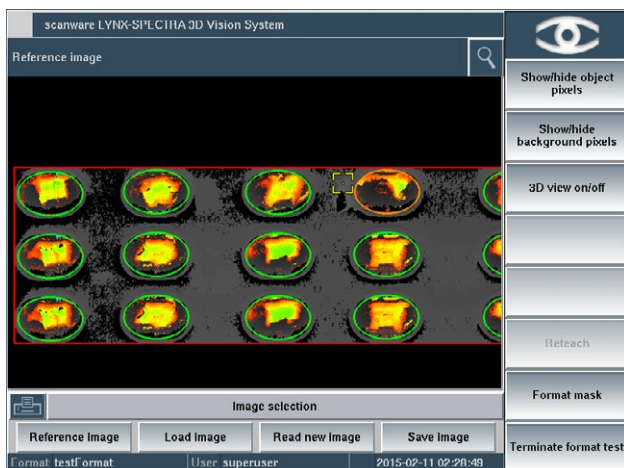 scanware LYNX-SPECTRA 3D Vision System
Reference image
Show/hide object
pixels
Show/hide
background pixels
3D view on/off
Reteach
Format mask
Terminate format test
Image selection
Reference Image
Load Image
Read new Image
Save Image
Format testFormat
User superuser
2015-02-11 02:28:49